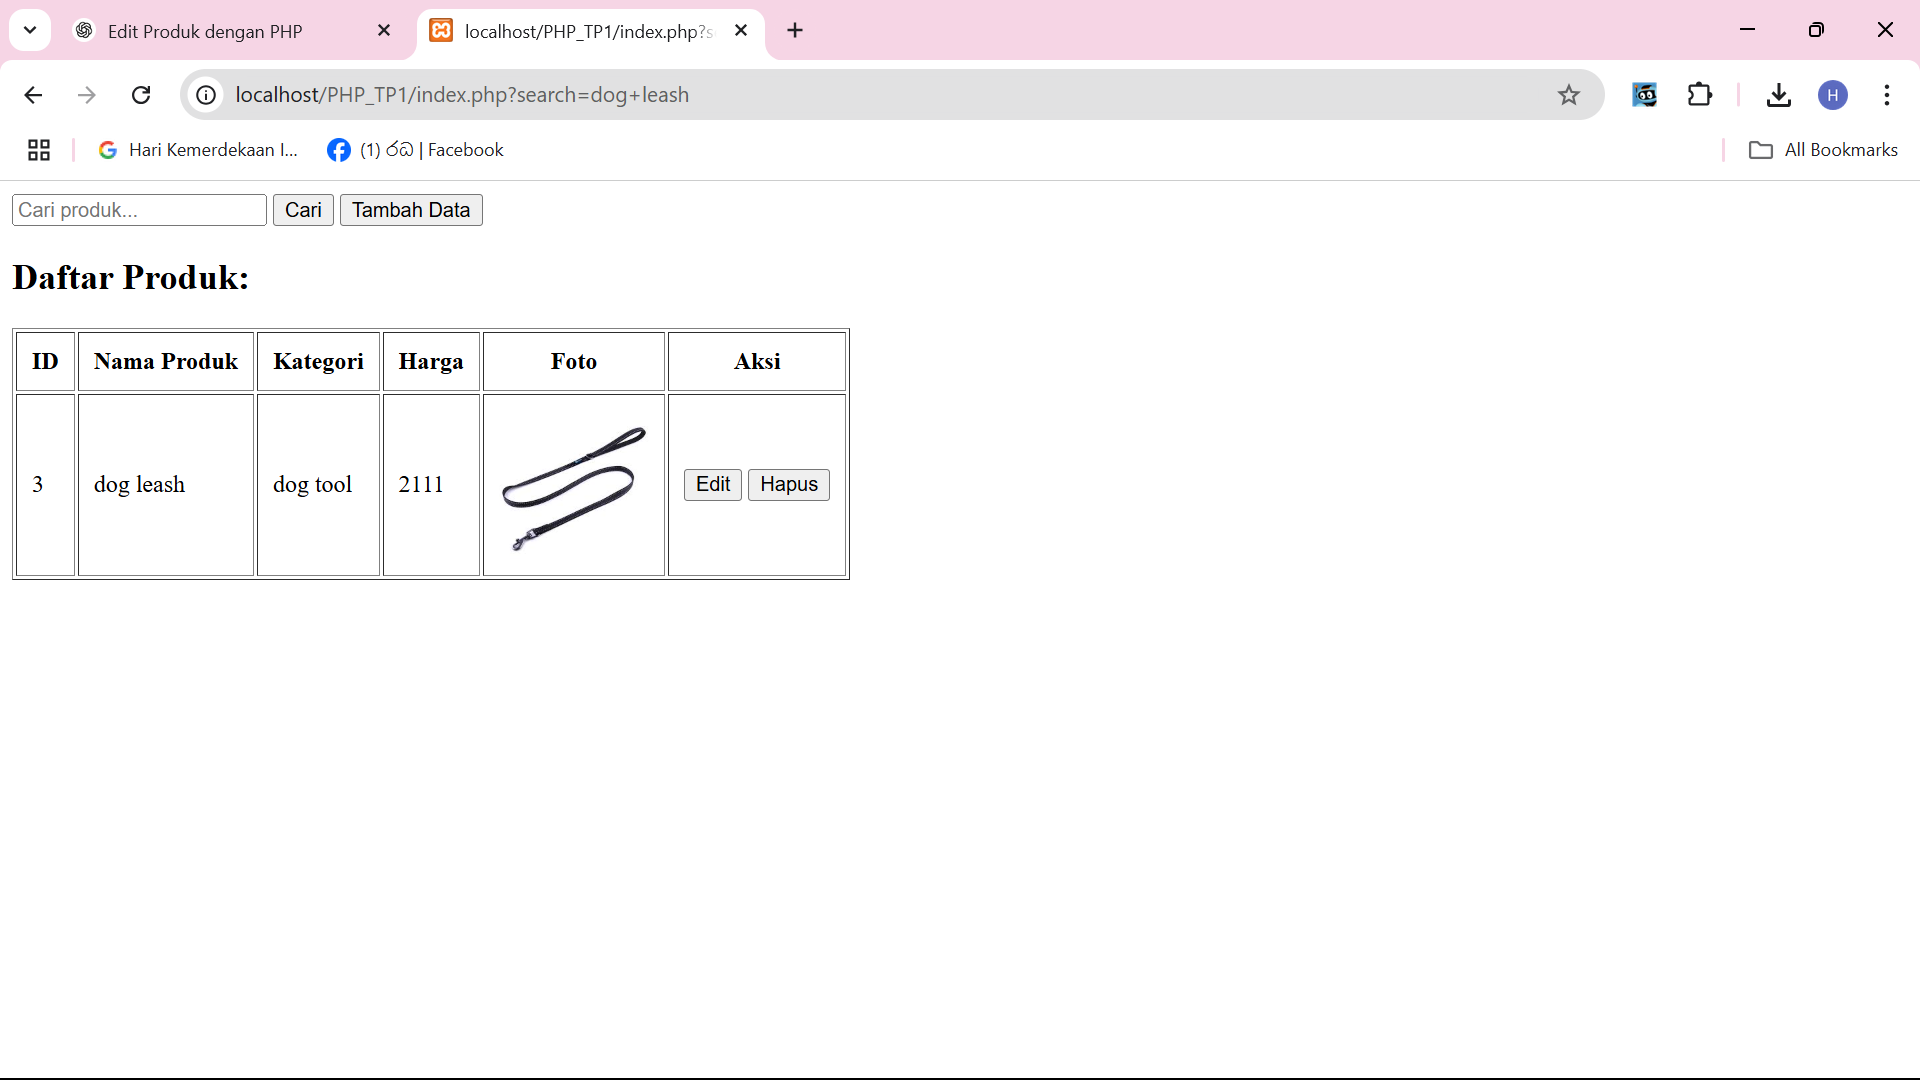 Edit Produk dengan PHP
localhost/PHP_TP1/index.php?s
localhost/PHP_TP1/index.php?search=dog+leash
H
Hari Kemerdekaan I...
(1) රඩ | Facebook
All Bookmarks
Cari produk...
Cari
Tambah Data
Daftar Produk:
ID Nama Produk Kategori Harga Foto Aksi
3 dog leash dog tool 2111 Edit Hapus